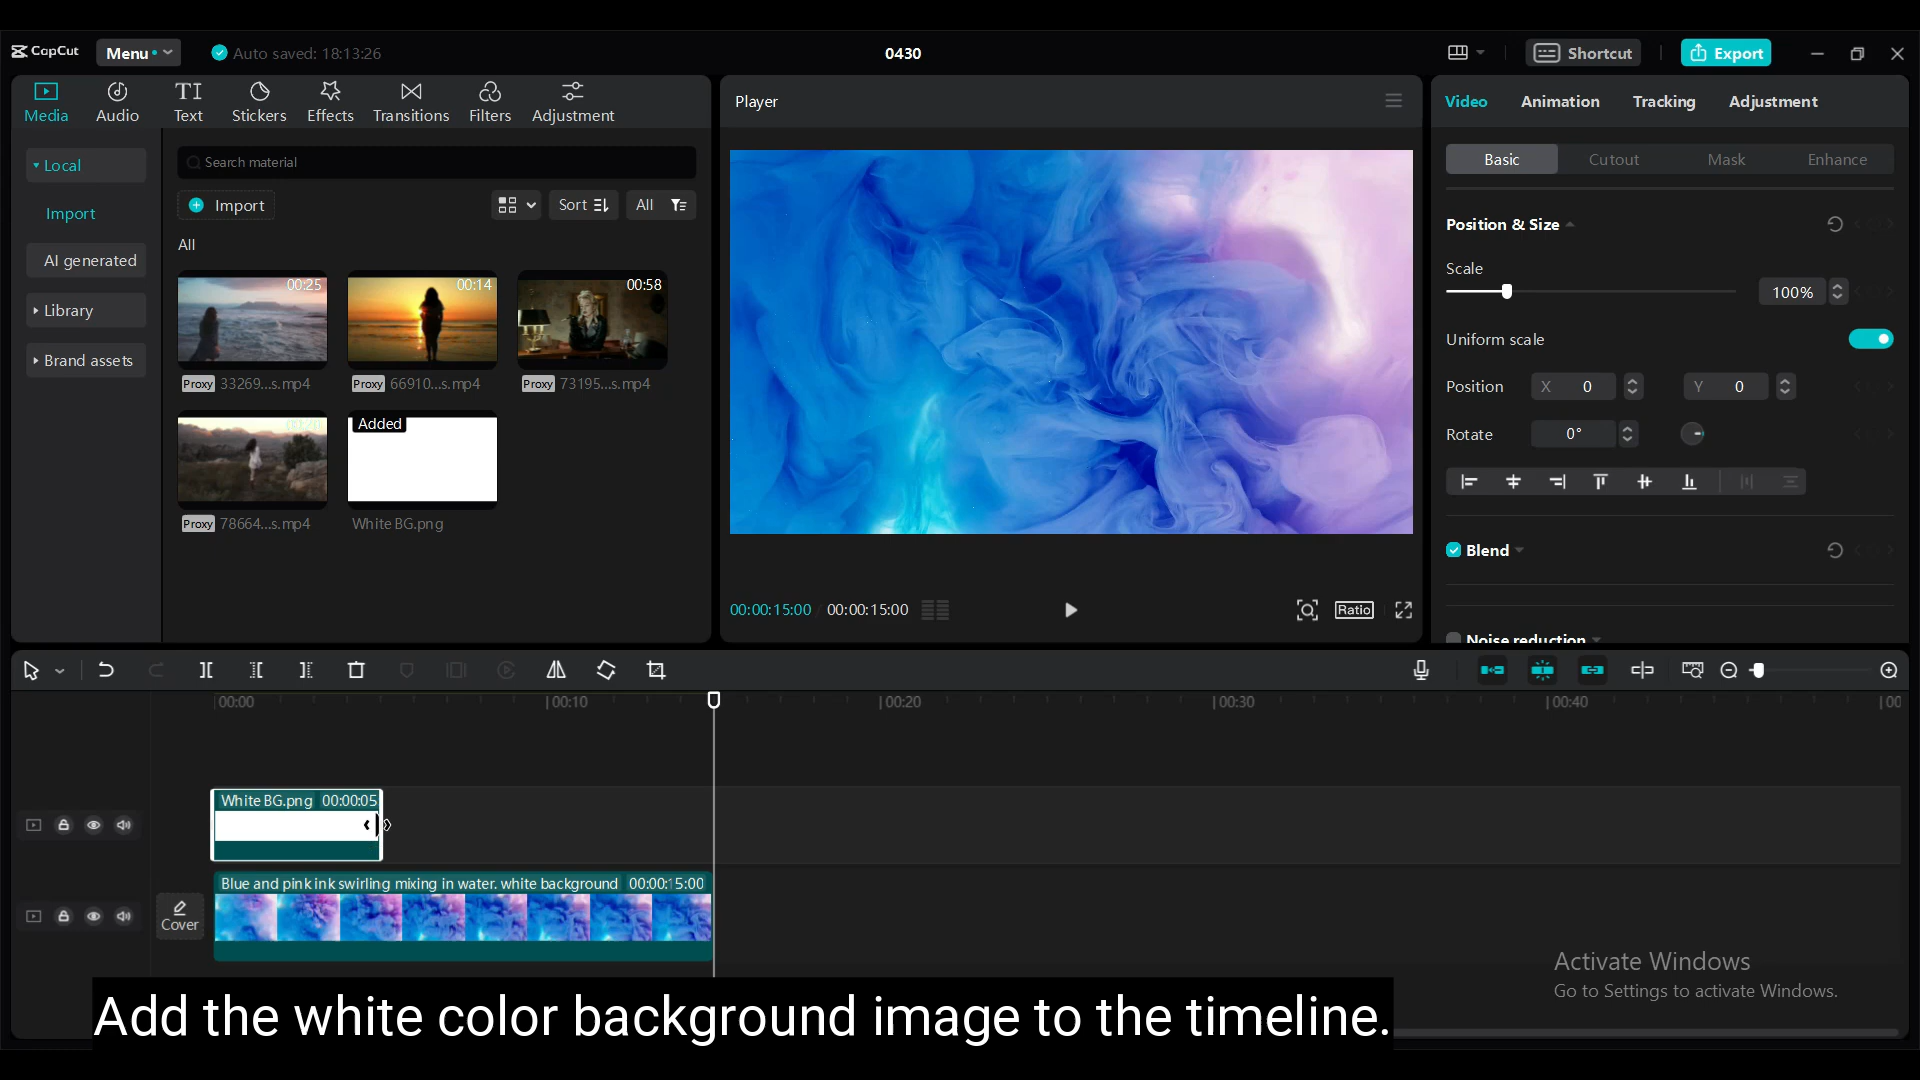 CapCut
Menu
Auto saved: 18:13:26
0430
Shortcut
Export
Media
Audio
TI
Text
Stickers
Effects
Transitions
Filters
Adjustment
Player
Video
Animation
Tracking
Adjustment
Local
Import
AI generated
Library
Brand assets
Search material
Import
Sort
All
All
00:25
00:14
00:58
Proxy 33269...s.mp4
Proxy 66910...s.mp4
Proxy 73195...s.mp4
Added
Proxy 78664...s.mp4
White BG.png
Basic
Cutout
Mask
Enhance
Position & Size
Scale
100%
Uniform scale
Position
X 0
Y 0
Rotate
0°
Blend
Noise reduction
00:00:15:00
00:00:15:00
Ratio
00:00
00:10
00:20
00:30
00:40
00
White BG.png 00:00:05
Cover
Blue and pink ink swirling mixing in water. white background 00:00:15:00
Activate Windows
Go to Settings to activate Windows.
Add the white color background image to the timeline.